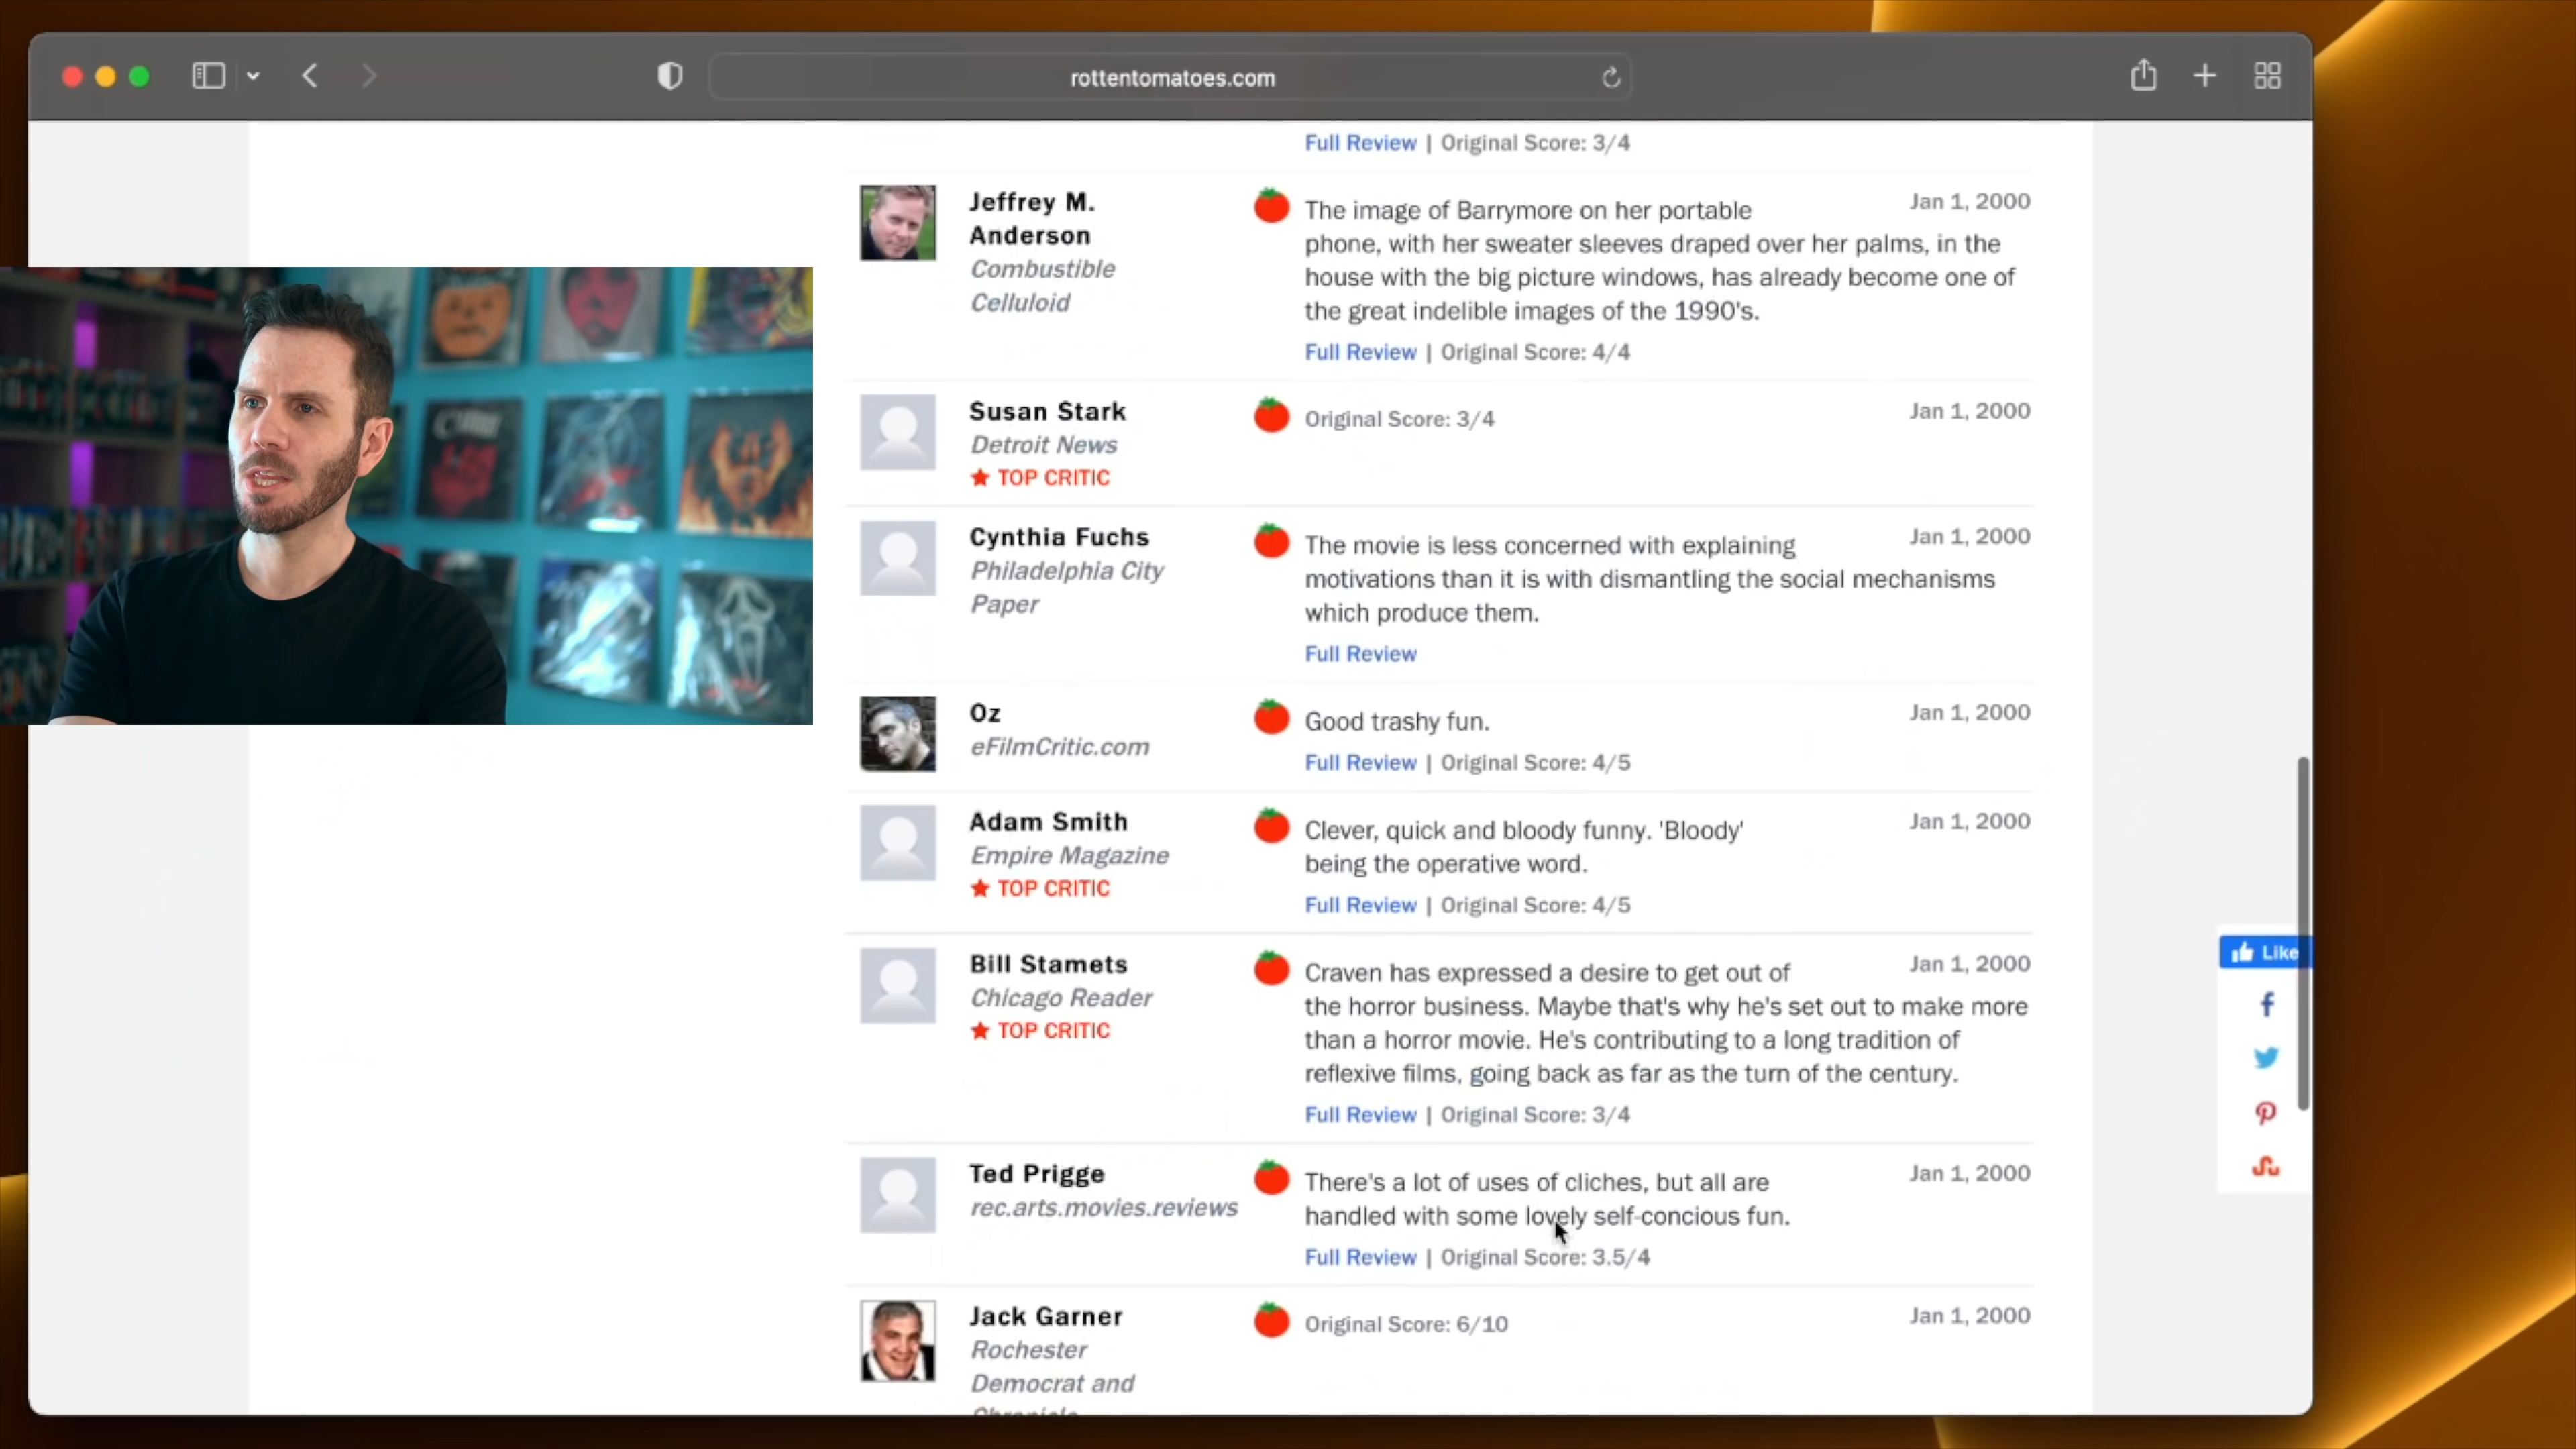 rottentomatoes.com
Full Review | Original Score: 3/4
Jeffrey M.
Anderson
Combustible
Celluloid
The image of Barrymore on her portable
phone, with her sweater sleeves draped over her palms, in the
house with the big picture windows, has already become one of
the great indelible images of the 1990's.
Full Review | Original Score: 4/4
Jan 1, 2000
Susan Stark
Detroit News
TOP CRITIC
Original Score: 3/4
Jan 1, 2000
Cynthia Fuchs
Philadelphia City
Paper
The movie is less concerned with explaining
motivations than it is with dismantling the social mechanisms
which produce them.
Full Review
Jan 1, 2000
Oz
eFilmCritic.com
Good trashy fun.
Full Review | Original Score: 4/5
Jan 1, 2000
Adam Smith
Empire Magazine
TOP CRITIC
Clever, quick and bloody funny. 'Bloody'
being the operative word.
Full Review | Original Score: 4/5
Jan 1, 2000
Bill Stamets
Chicago Reader
TOP CRITIC
Craven has expressed a desire to get out of
the horror business. Maybe that's why he's set out to make more
than a horror movie. He's contributing to a long tradition of
reflexive films, going back as far as the turn of the century.
Full Review | Original Score: 3/4
Jan 1, 2000
Ted Prigge
rec.arts.movies.reviews
There's a lot of uses of cliches, but all are
handled with some lovely self-concious fun.
Full Review | Original Score: 3.5/4
Jan 1, 2000
Jack Garner
Rochester
Democrat and
Original Score: 6/10
Jan 1, 2000
Like